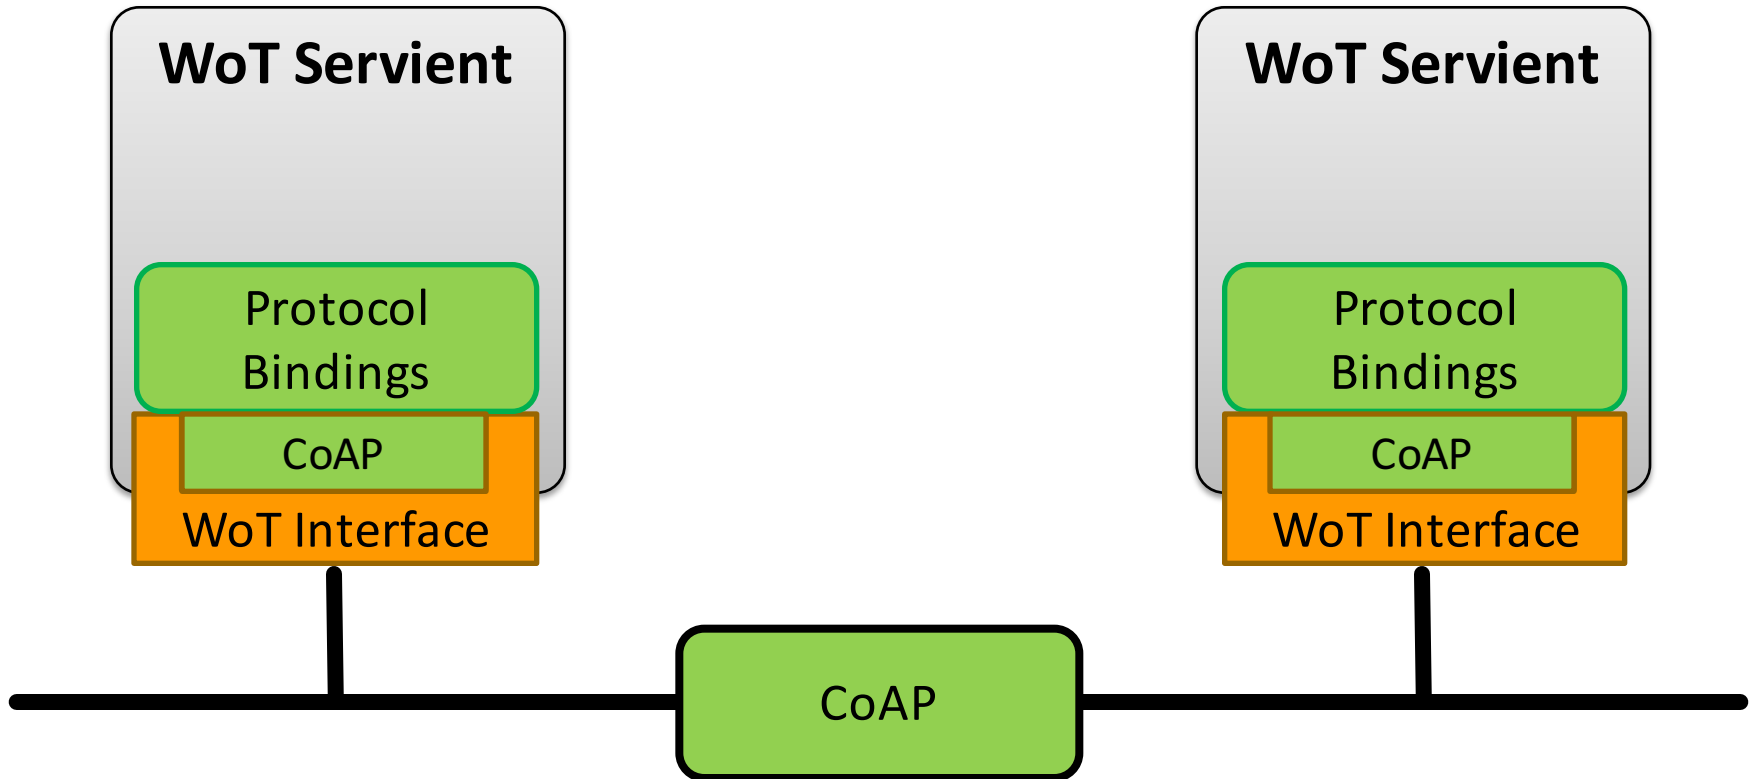 WoT Servient
Protocol
Bindings
CoAP
WoT Interface
WoT Servient
Protocol
Bindings
CoAP
WoT Interface
CoAP